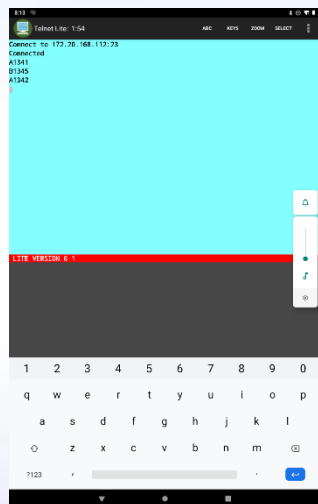 8:13
Telnet Lite: 1:54 ABC KEYS ZOOM SELECT
Connect to 172.20.168.112:23
Connected
A1341
B1345
A1342
LITE VERSION 6 1
1 2 3 4 5 6 7 8 9 0
q w e r t y u i o p
a s d f g h j k l
z x c v b n m
?123 , .